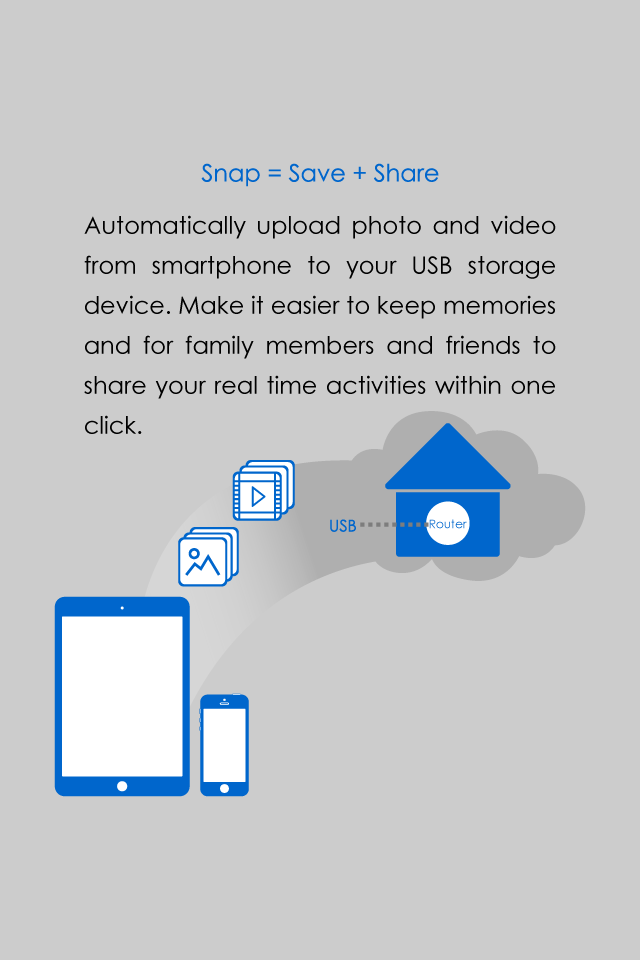 Snap = Save + Share
Automatically upload photo and video
from smartphone to your USB storage
device. Make it easier to keep memories
and for family members and friends to
share your real time activities within one
click.
USB
Router